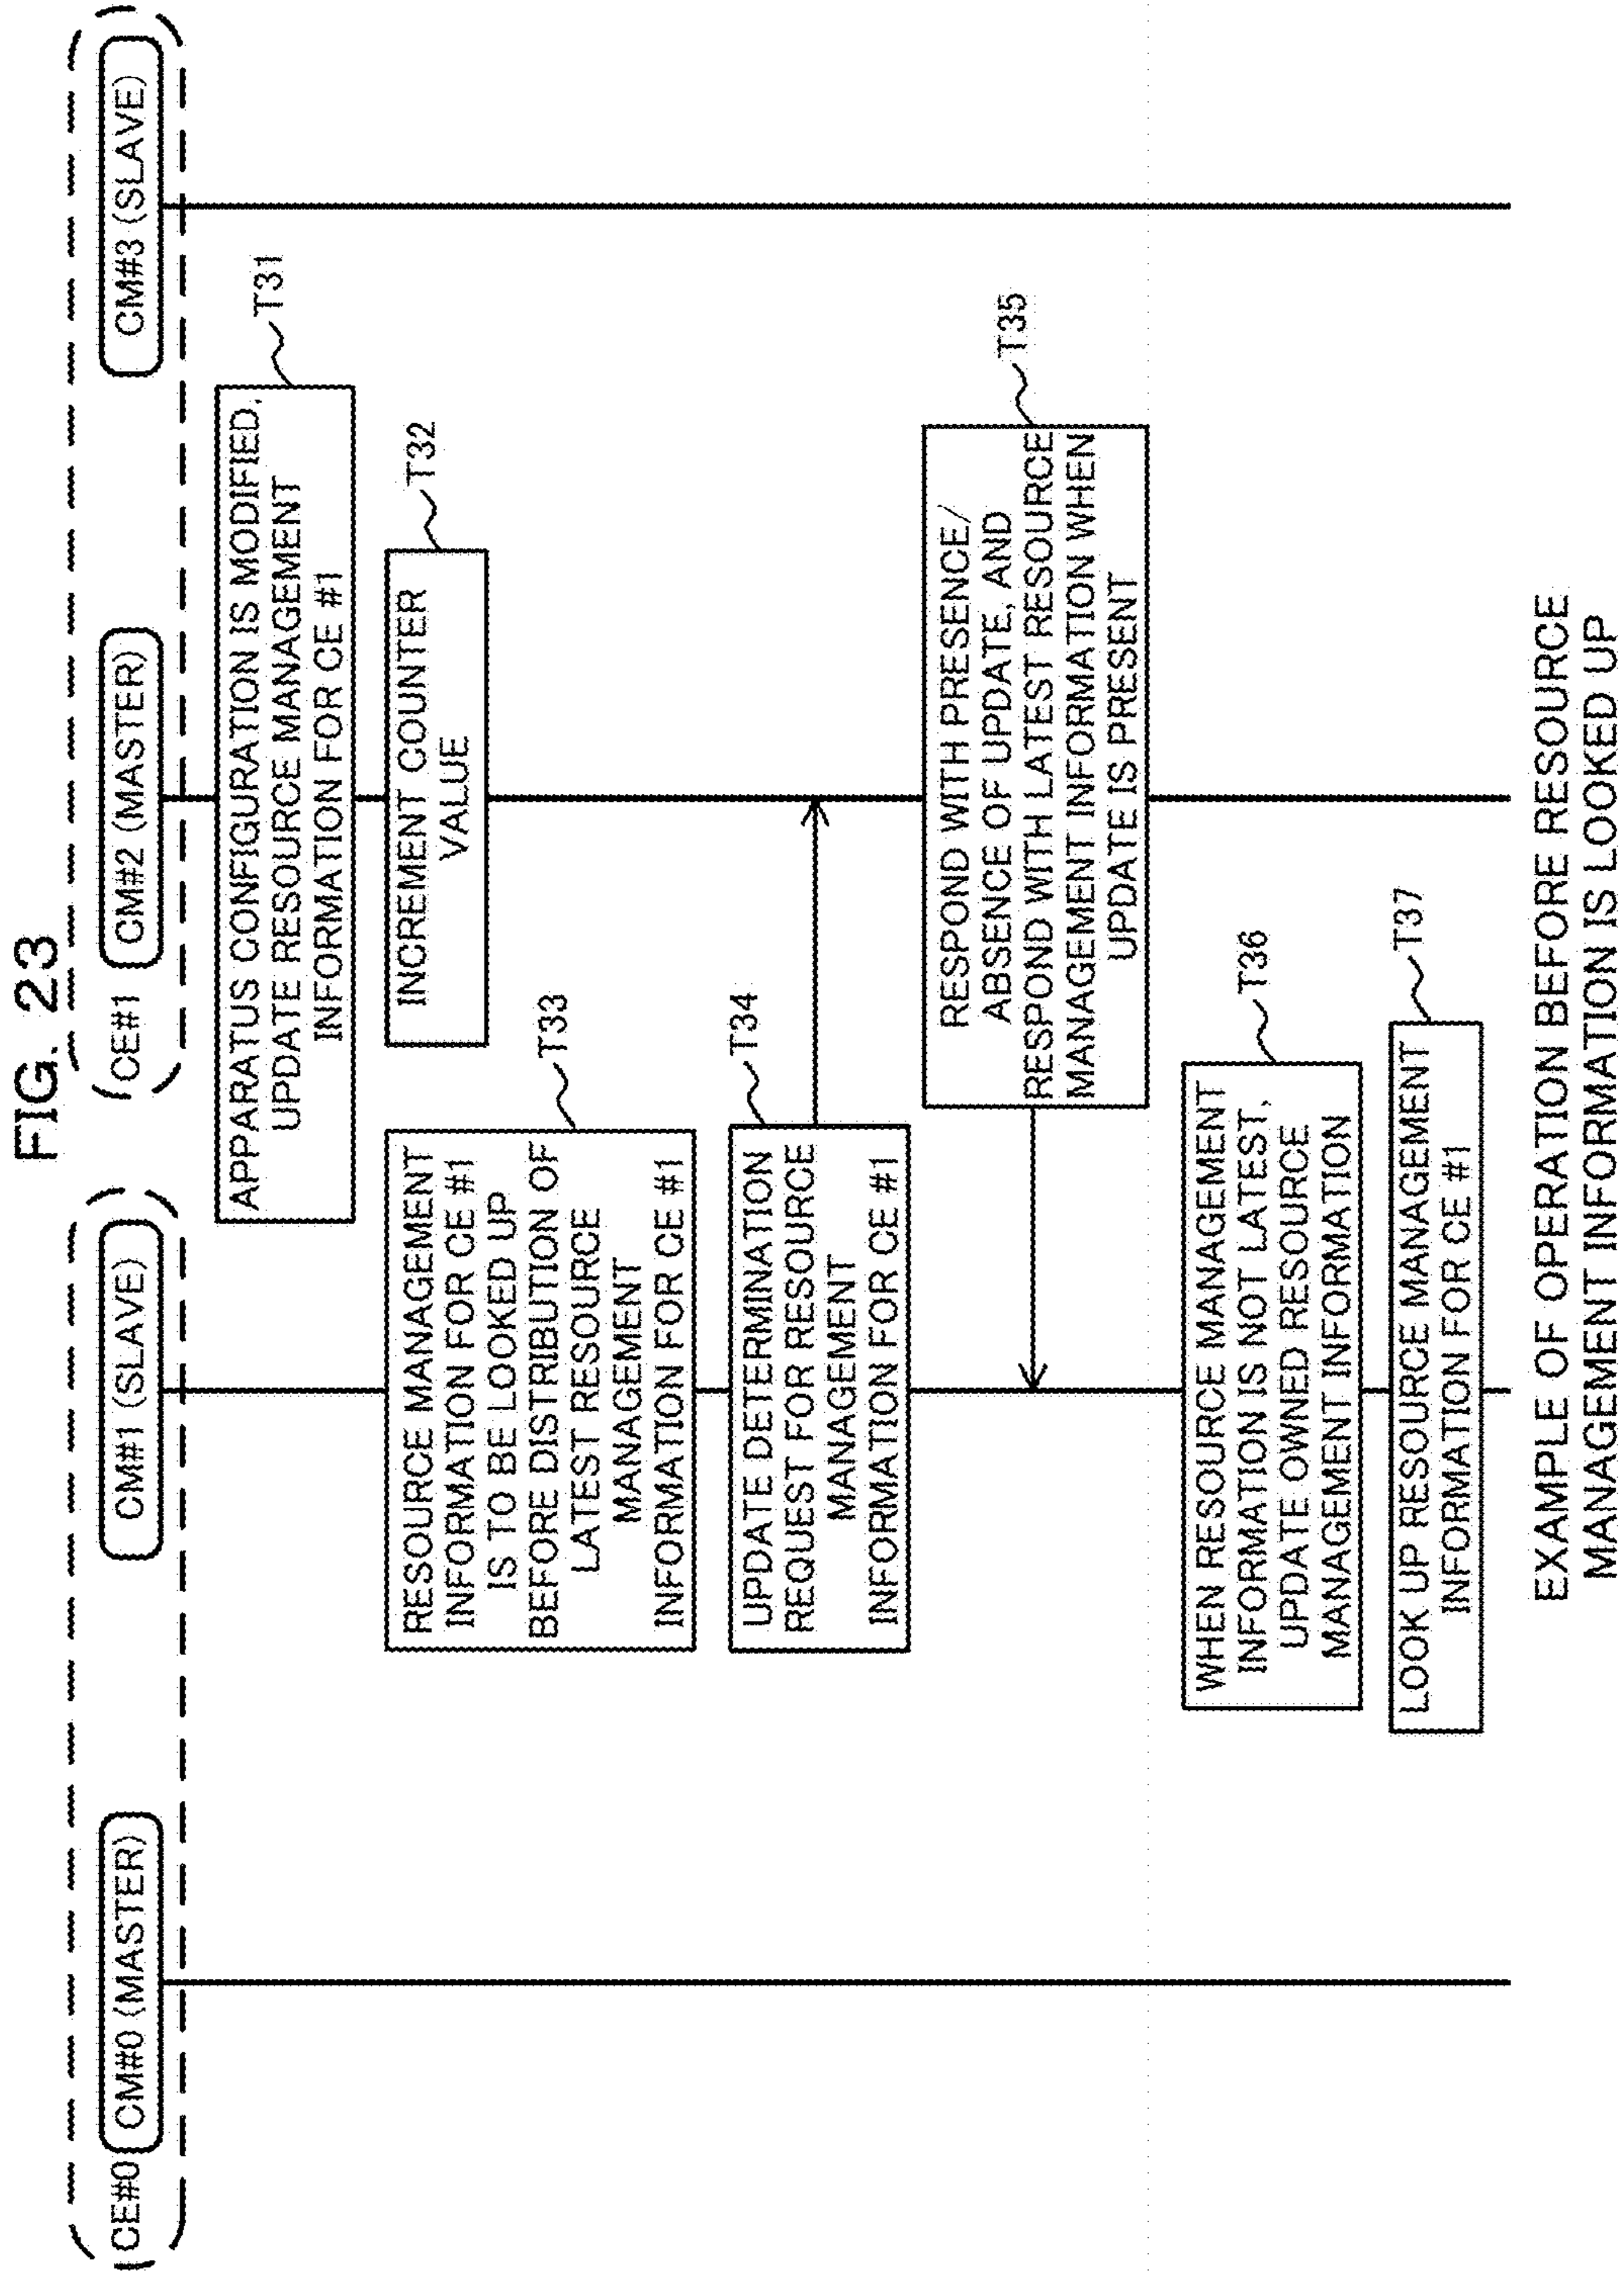 FIG. 23
CE#0
CM#0 (MASTER)
CM#1 (SLAVE)
CE#1
CM#2 (MASTER)
CM#3 (SLAVE)
APPARATUS CONFIGURATION IS MODIFIED,
UPDATE RESOURCE MANAGEMENT
INFORMATION FOR CE #1
T31
INCREMENT COUNTER
VALUE
T32
RESOURCE MANAGEMENT
INFORMATION FOR CE #1
IS TO BE LOOKED UP
BEFORE DISTRIBUTION OF
LATEST RESOURCE
MANAGEMENT
INFORMATION FOR CE #1
T33
UPDATE DETERMINATION
REQUEST FOR RESOURCE
MANAGEMENT
INFORMATION FOR CE #1
T34
RESPOND WITH PRESENCE/
ABSENCE OF UPDATE, AND
RESPOND WITH LATEST RESOURCE
MANAGEMENT INFORMATION WHEN
UPDATE IS PRESENT
T35
WHEN RESOURCE MANAGEMENT
INFORMATION IS NOT LATEST,
UPDATE OWNED RESOURCE
MANAGEMENT INFORMATION
T36
LOOK UP RESOURCE MANAGEMENT
INFORMATION FOR CE #1
T37
EXAMPLE OF OPERATION BEFORE RESOURCE
MANAGEMENT INFORMATION IS LOOKED UP